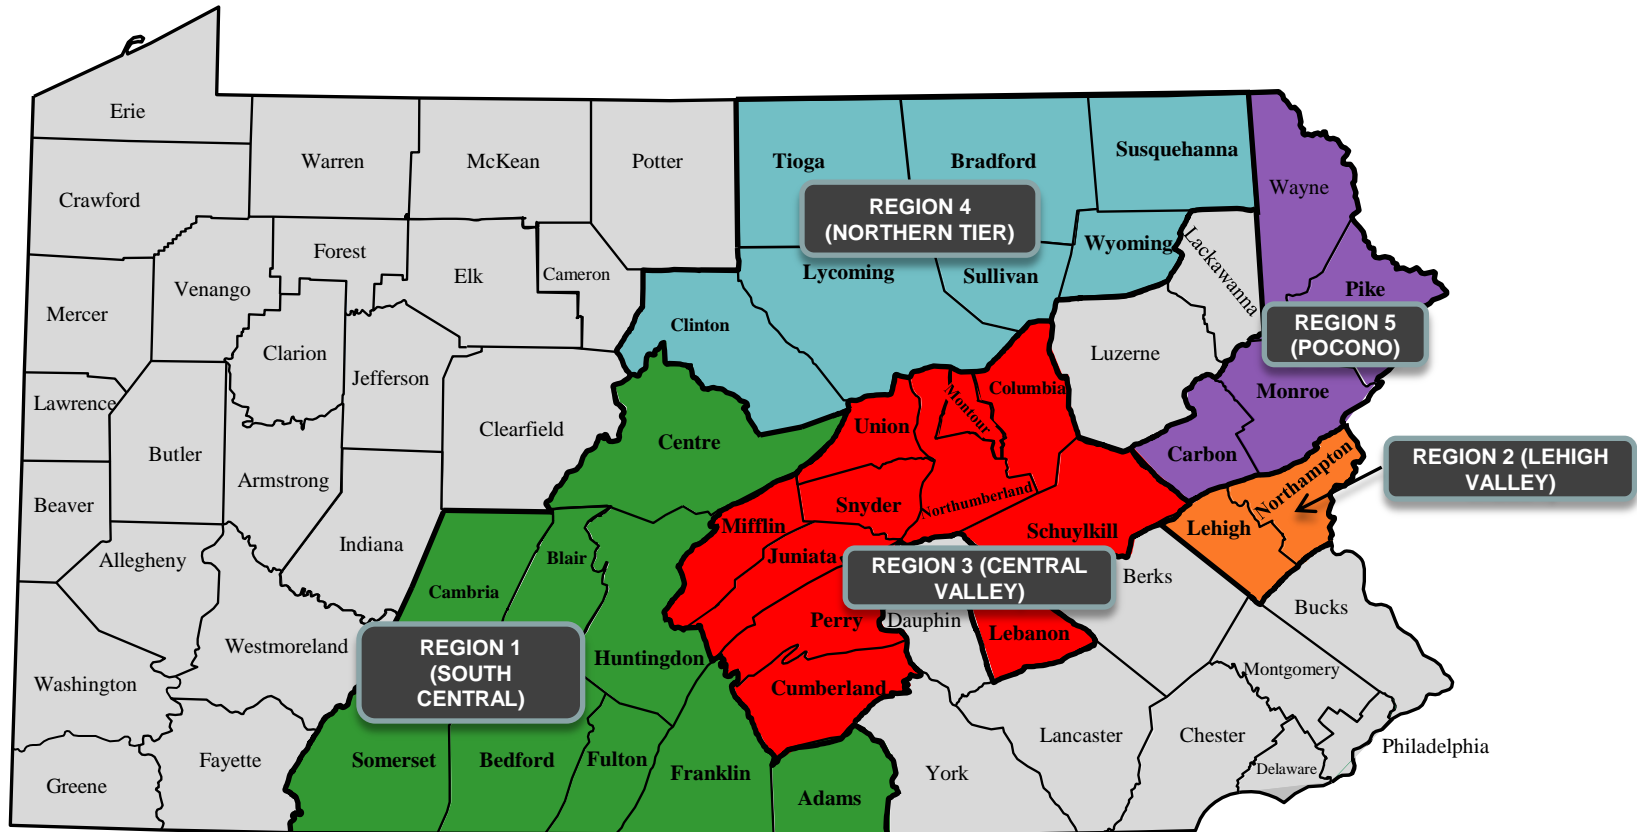 Erie
Warren
McKean
Potter
Tioga
Bradford
Susquehanna
Wayne
Crawford
REGION 4
(NORTHERN TIER)
Forest
Elk
Cameron
Lycoming
Sullivan
Wyoming
Lackawanna
Venango
Pike
Mercer
Clinton
REGION 5
(POCONO)
Clarion
Luzerne
Jefferson
Columbia
Monroe
Lawrence
Montour
Clearfield
Centre
Union
Butler
Carbon
REGION 2 (LEHIGH
VALLEY)
Armstrong
Northampton
Beaver
Snyder
Northumberland
Mifflin
Schuylkill
Lehigh
Indiana
Allegheny
Blair
Juniata
REGION 3 (CENTRAL
VALLEY)
Berks
Cambria
Bucks
Perry
Dauphin
Lebanon
Westmoreland
REGION 1
(SOUTH
CENTRAL)
Huntingdon
Montgomery
Washington
Cumberland
Lancaster
Chester
Philadelphia
Fayette
Somerset
Bedford
Fulton
Franklin
York
Delaware
Greene
Adams